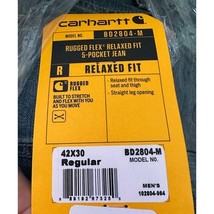 carhartt
MODEL NO. BD2804-M
RUGGED FLEX® RELAXED FIT
5-POCKET JEAN
R RELAXED FIT
RUGGED
FLEX
BUILT TO STRETCH
AND FLEX WITH YOU
AS YOU MOVE
• Relaxed fit through
seat and thigh
• Straight leg opening
42X30 BD2804-M
Regular MODEL NO.
MEN'S